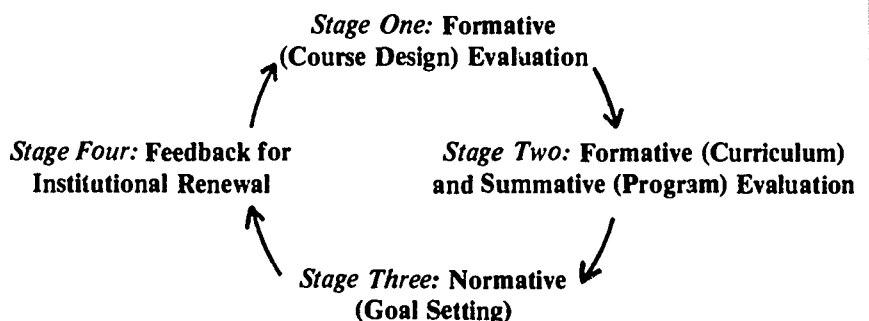 Stage One: Formative
(Course Design) Evaluation
Stage Four: Feedback for
Institutional Renewal
Stage Two: Formative (Curriculum)
and Summative (Program) Evaluation
Stage Three: Normative
(Goal Setting)